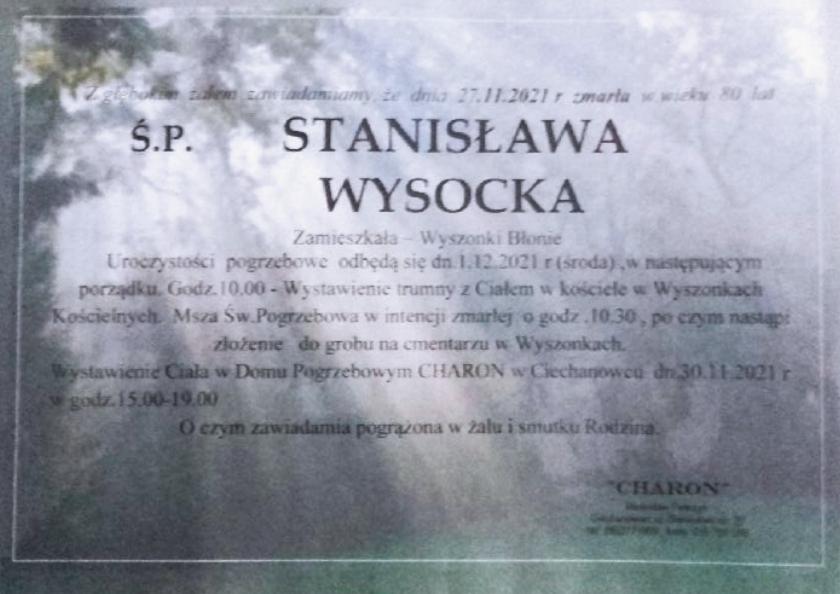 Z głębokim żalem zawiadamiamy, że dnia 27.11.2021 r zmarła w wieku 80 lat
Ś.P. STANISŁAWA
WYSOCKA
Zamieszkała – Wyszonki Błonie
Uroczystości pogrzebowe odbędą się dn.1.12.2021 r (środa) ,w następującym
porządku. Godz.10.00 - Wystawienie trumny z Ciałem w kościele w Wyszonkach
Kościelnych. Msza Św.Pogrzebowa w intencji zmarłej o godz .10.30 , po czym nastąpi
złożenie do grobu na cmentarzu w Wyszonkach.
Wystawienie Ciała w Domu Pogrzebowym CHARON w Ciechanowcu dn.30.11.2021 r
w godz.15.00-19.00
O czym zawiadamia pogrążona w żalu i smutku Rodzina.
"CHARON"